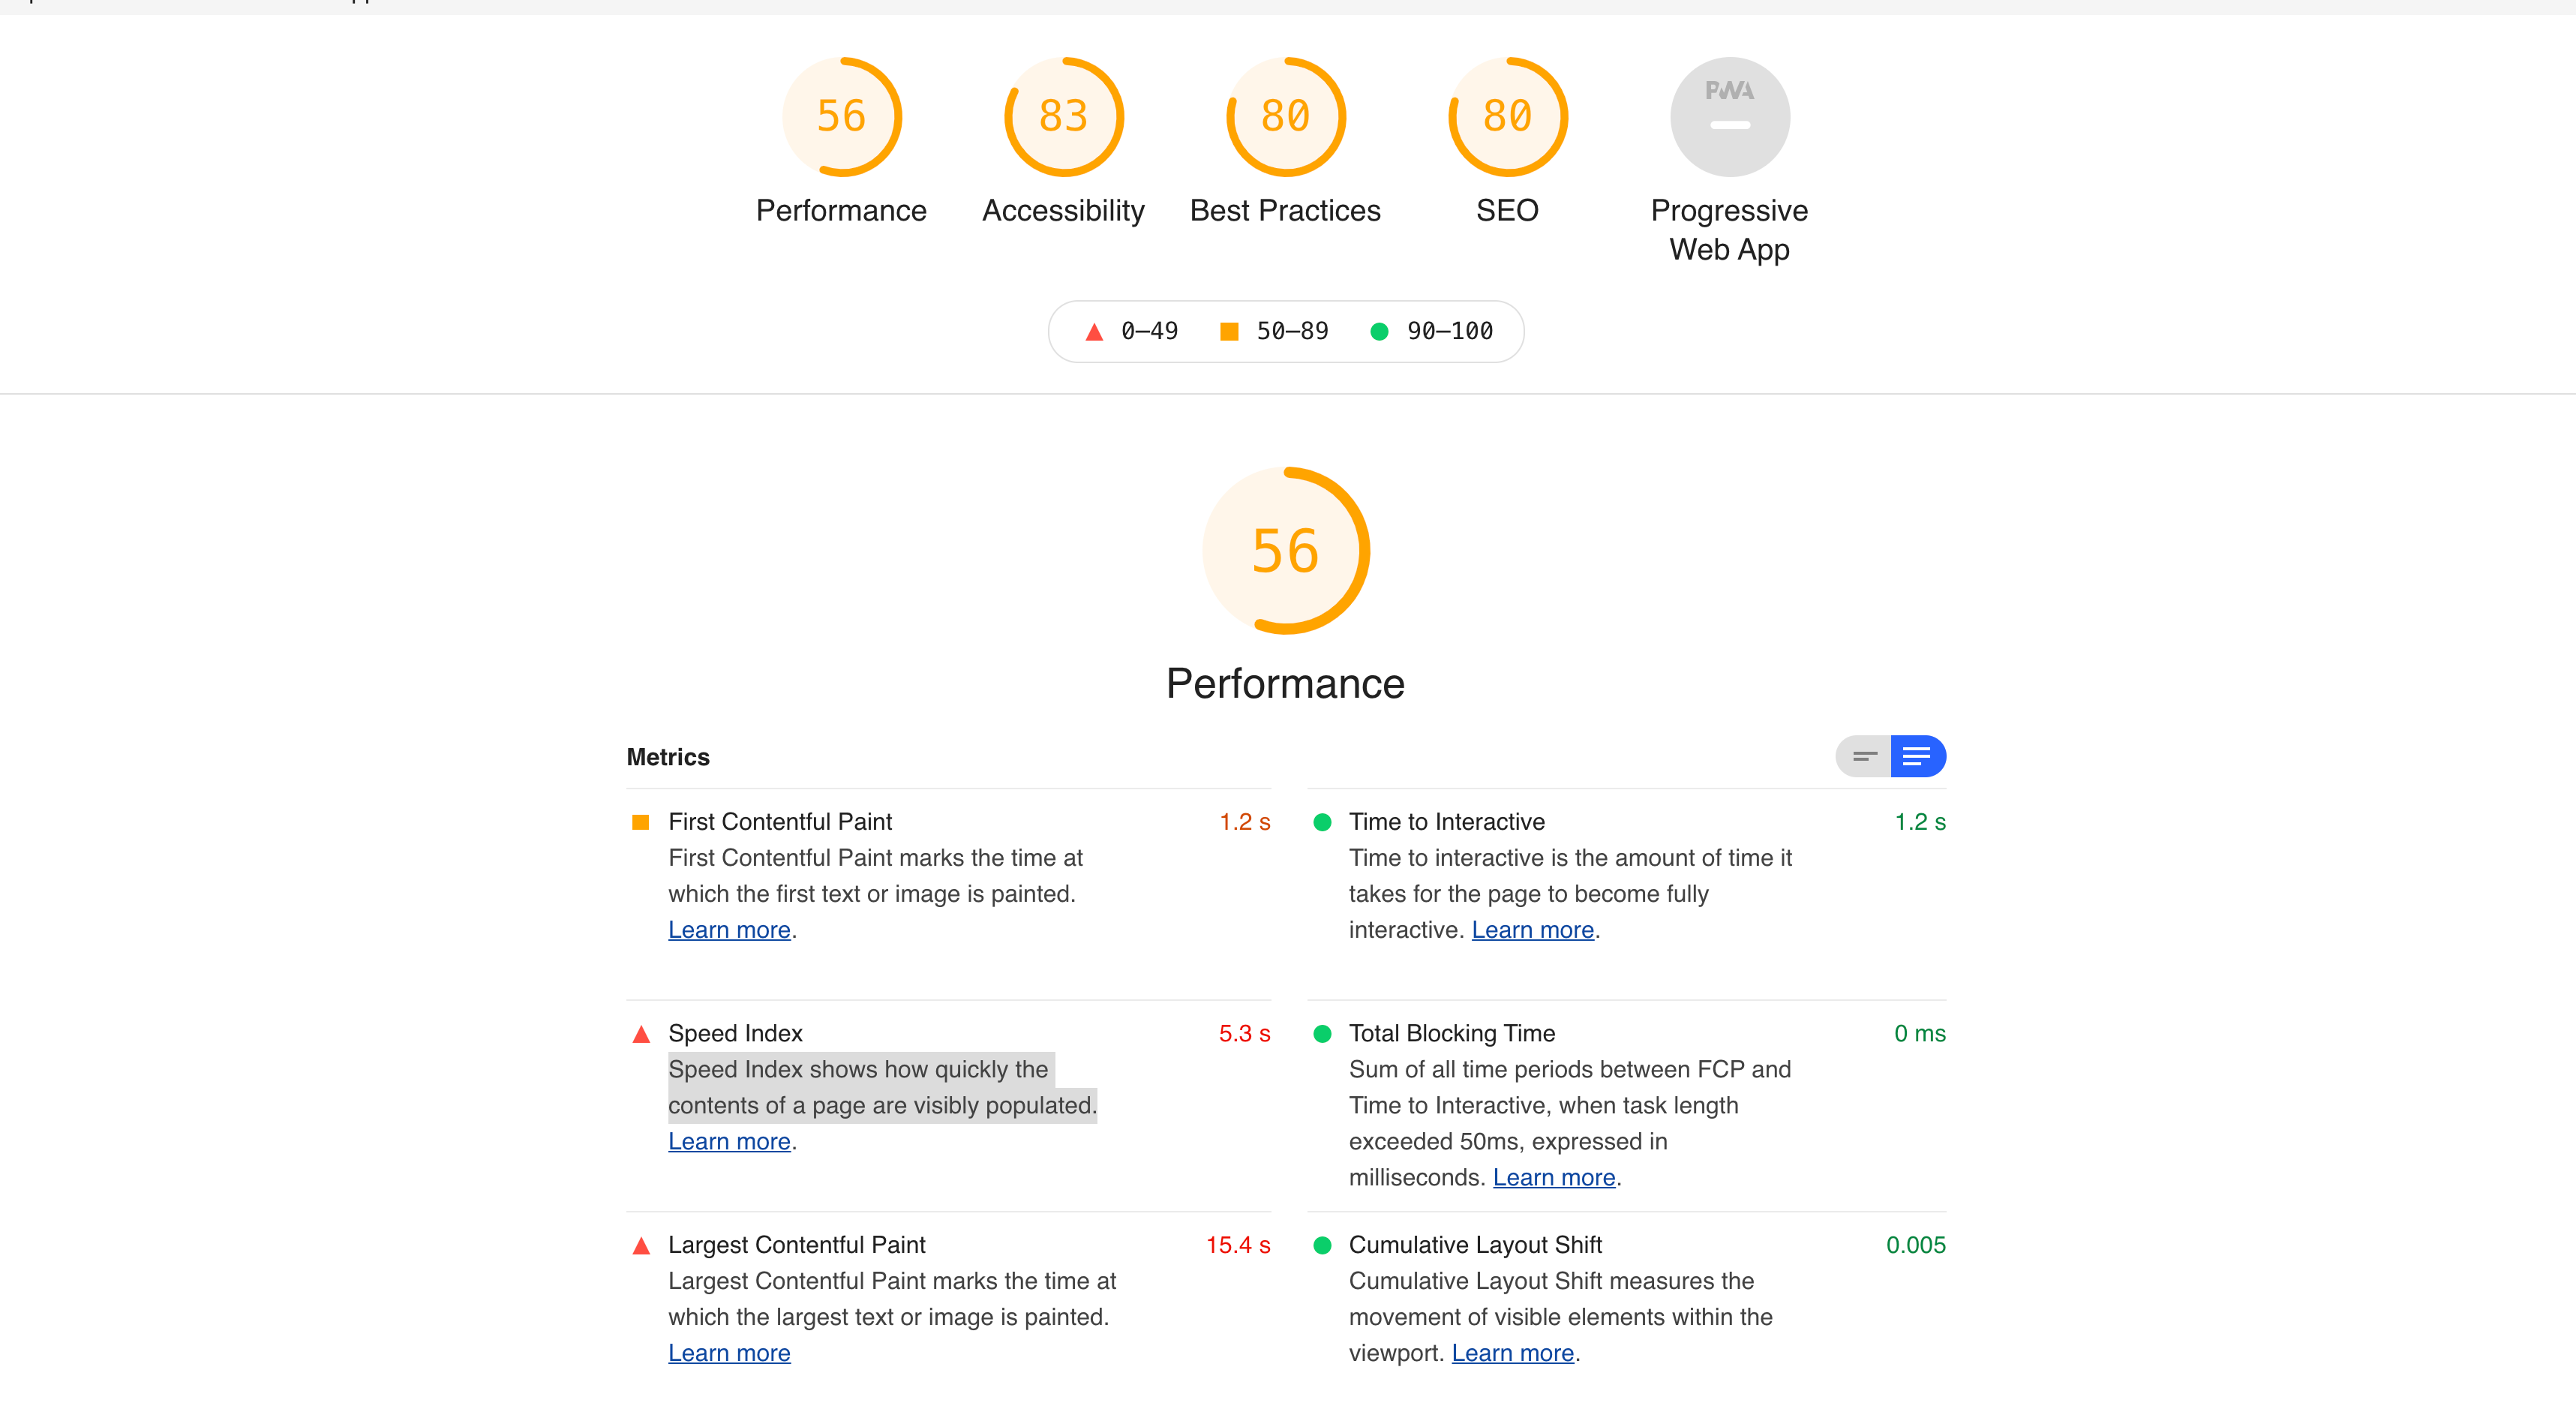 56
83
80
80
PWA
Performance
Accessibility
Best Practices
SEO
Progressive
Web App
0–49
50–89
90–100
56
Performance
Metrics
First Contentful Paint
1.2 s
First Contentful Paint marks the time at
which the first text or image is painted.
Learn more.
Time to Interactive
1.2 s
Time to interactive is the amount of time it
takes for the page to become fully
interactive. Learn more.
Speed Index
5.3 s
Speed Index shows how quickly the
contents of a page are visibly populated.
Learn more.
Total Blocking Time
0 ms
Sum of all time periods between FCP and
Time to Interactive, when task length
exceeded 50ms, expressed in
milliseconds. Learn more.
Largest Contentful Paint
15.4 s
Largest Contentful Paint marks the time at
which the largest text or image is painted.
Learn more
Cumulative Layout Shift
0.005
Cumulative Layout Shift measures the
movement of visible elements within the
viewport. Learn more.